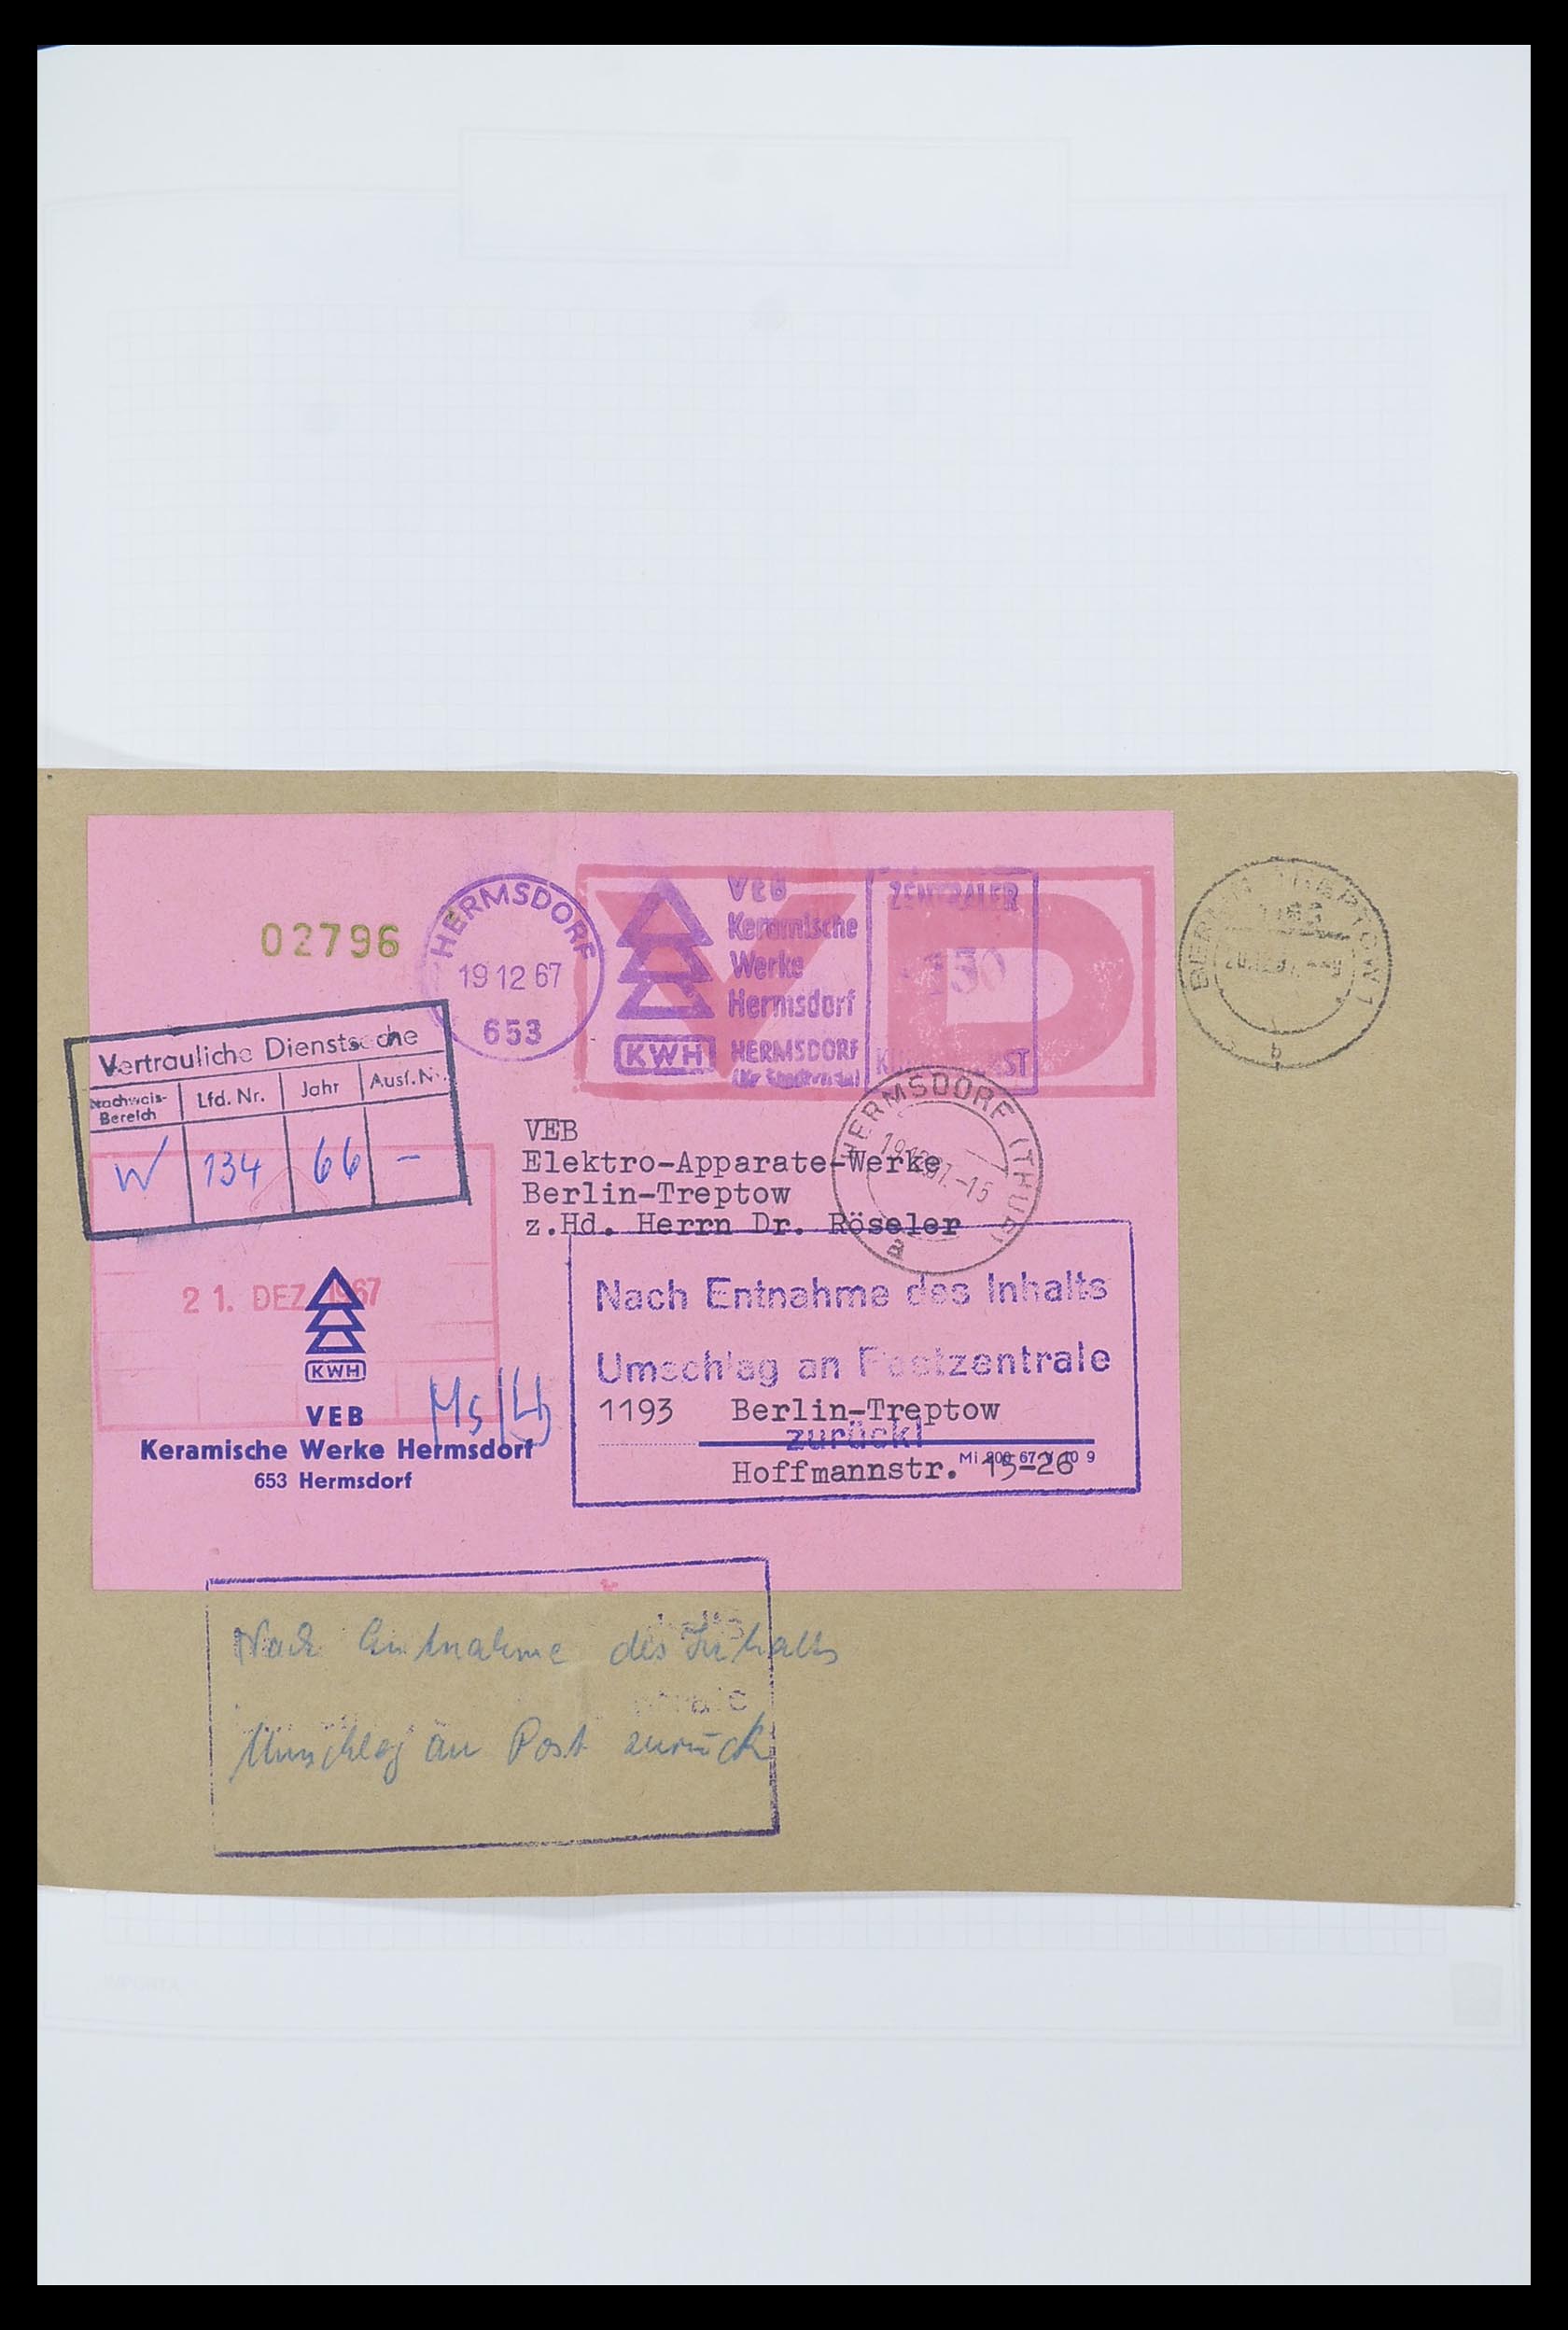 02796
HERMSDORF
19 12 67
653
VEB
Keramische
Werke
Hermsdorf
KWH
HERMSDORF
ZENTRALER
VD
Vertrauliche Dienstsache
Nachweis-Bereich Lfd. Nr. Jahr Ausf. Nr.
W 134 66 –
HERMSDORF (THÜR)
a
b
VEB
Elektro-Apparate-Werke
Berlin-Treptow
z.Hd. Herrn Dr. Röseler
21. DEZ. 1967
KWH
VEB
Keramische Werke Hermsdorf
653 Hermsdorf
Nach Entnahme des Inhalts
Umschlag an Postzentrale
zurück!
1193 Berlin-Treptow
Hoffmannstr. 15-26
Nach Entnahme des Inhalts
Umschlag an Post zurück